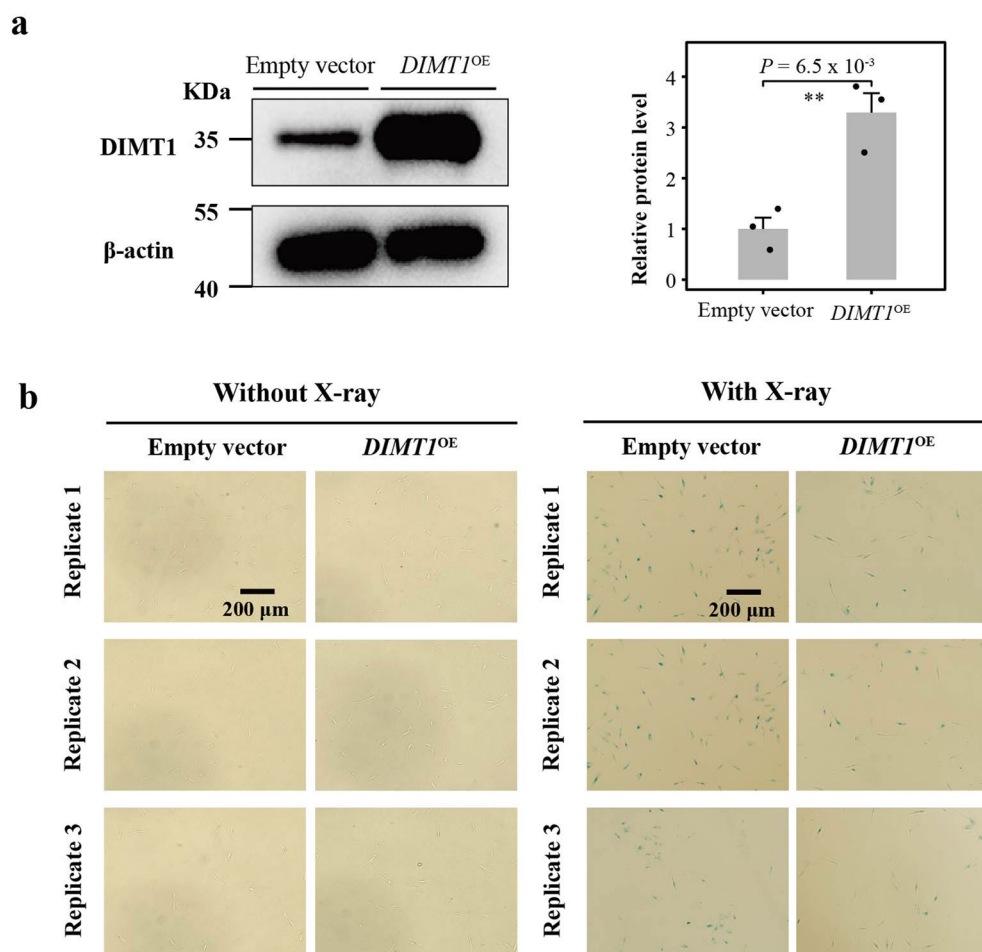 a
Empty vector DIMT1OE
KDa
DIMT1
35
55
β-actin
40
P = 6.5 x 10-3
**
Relative protein level
4
3
2
1
0
Empty vector DIMT1OE
b
Without X-ray
With X-ray
Empty vector
DIMT1OE
Empty vector
DIMT1OE
Replicate 1
200 µm
Replicate 1
200 µm
Replicate 2
Replicate 2
Replicate 3
Replicate 3